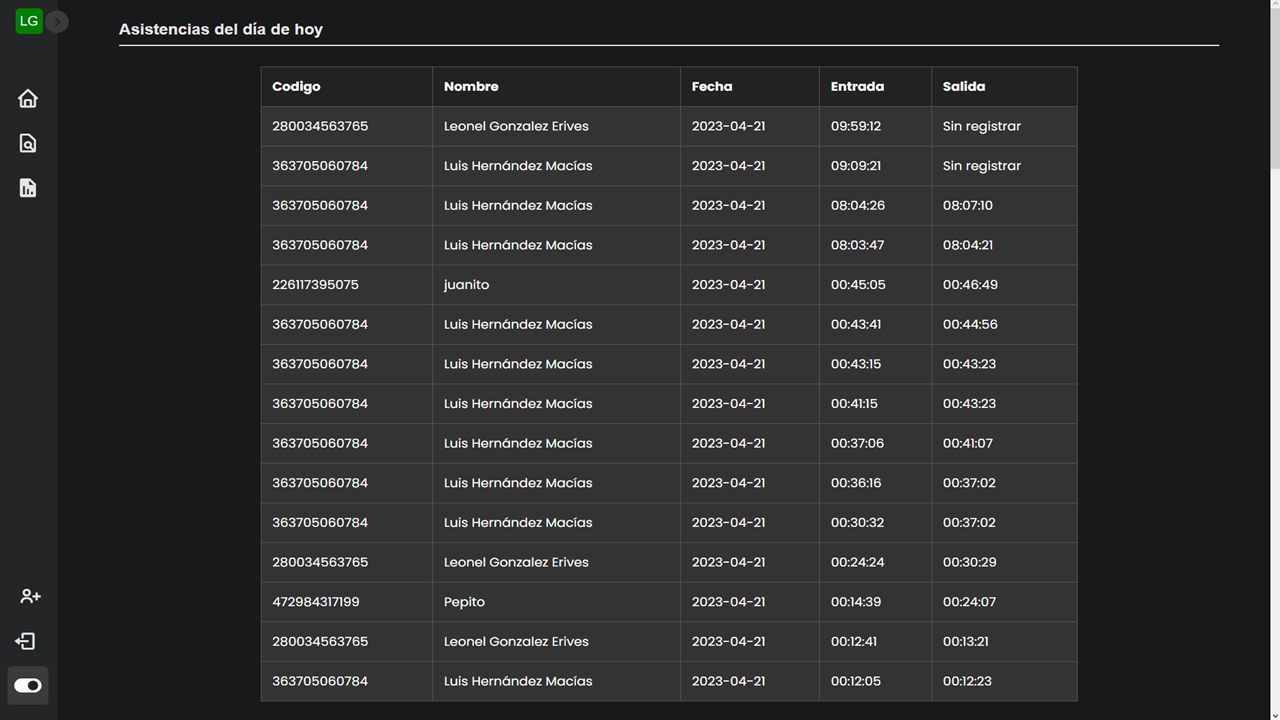 LG
Asistencias del día de hoy
Codigo Nombre Fecha Entrada Salida
280034563765 Leonel Gonzalez Erives 2023-04-21 09:59:12 Sin registrar
363705060784 Luis Hernández Macías 2023-04-21 09:09:21 Sin registrar
363705060784 Luis Hernández Macías 2023-04-21 08:04:26 08:07:10
363705060784 Luis Hernández Macías 2023-04-21 08:03:47 08:04:21
226117395075 juanito 2023-04-21 00:45:05 00:46:49
363705060784 Luis Hernández Macías 2023-04-21 00:43:41 00:44:56
363705060784 Luis Hernández Macías 2023-04-21 00:43:15 00:43:23
363705060784 Luis Hernández Macías 2023-04-21 00:41:15 00:43:23
363705060784 Luis Hernández Macías 2023-04-21 00:37:06 00:41:07
363705060784 Luis Hernández Macías 2023-04-21 00:36:16 00:37:02
363705060784 Luis Hernández Macías 2023-04-21 00:30:32 00:37:02
280034563765 Leonel Gonzalez Erives 2023-04-21 00:24:24 00:30:29
472984317199 Pepito 2023-04-21 00:14:39 00:24:07
280034563765 Leonel Gonzalez Erives 2023-04-21 00:12:41 00:13:21
363705060784 Luis Hernández Macías 2023-04-21 00:12:05 00:12:23